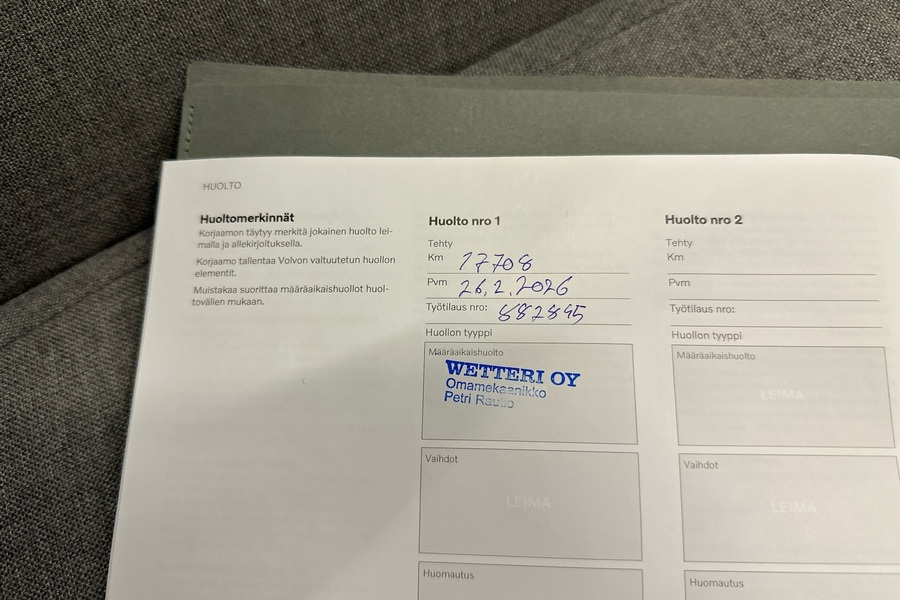 HUOLTO
Huoltomerkinnät
Korjaamon täytyy merkitä jokainen huolto lei-
malla ja allekirjoituksella.
Korjaamo tallentaa Volvon valtuutetun huollon
elementit.
Muistakaa suorittaa määräaikaishuollot huol-
tovälien mukaan.
Huolto nro 1
Tehty
Km 17708
Pvm 26.2.2026
Työtilaus nro: 882895
Huollon tyyppi
Määräaikaishuolto
WETTERI OY
Omamekaanikko
Petri
Vaihdot
LEIMA
Huomautus
Huolto nro 2
Tehty
Km
Pvm
Työtilaus nro:
Huollon tyyppi
Määräaikaishuolto
LEIMA
Vaihdot
LEIMA
Huomautus